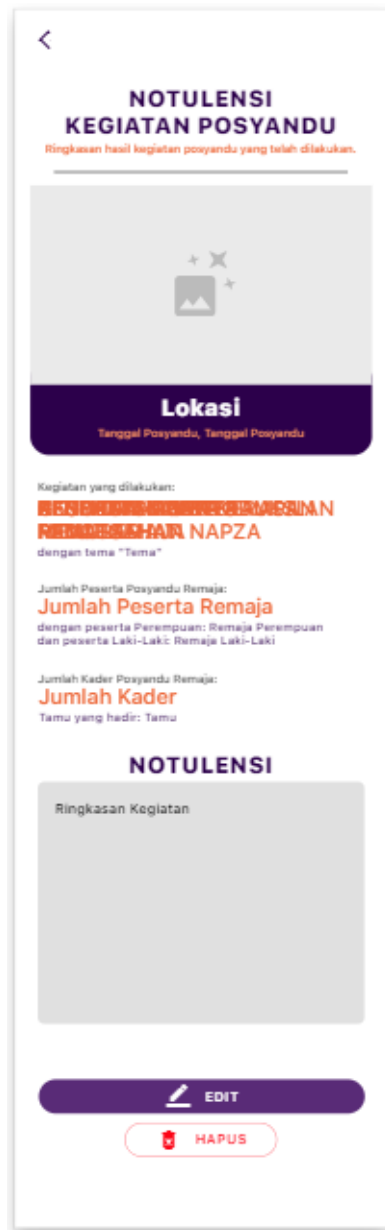 NOTULENSI
KEGIATAN POSYANDU
Ringkasan hasil kegiatan posyandu yang telah dilakukan.
Lokasi
Tanggal Posyandu, Tanggal Posyandu
Kegiatan yang dilakukan:
NAPZA
dengan tema "Tema"
Jumlah Peserta Posyandu Remaja:
Jumlah Peserta Remaja
dengan peserta Perempuan: Remaja Perempuan
dan peserta Laki-Laki: Remaja Laki-Laki
Jumlah Kader Posyandu Remaja:
Jumlah Kader
Tamu yang hadir: Tamu
NOTULENSI
Ringkasan Kegiatan
EDIT
HAPUS